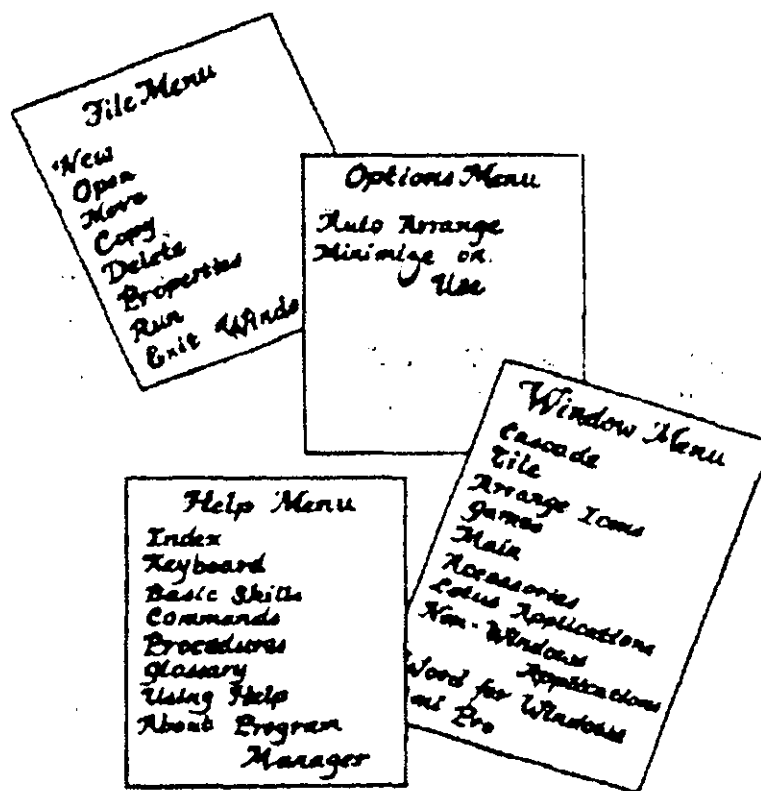 File Menu
New
Open
Move
Copy
Delete
Properties
Run
Exit Windo
Options Menu
Auto Arrange
Minimize on
Use
Window Menu
Cascade
Tile
Arrange Icons
Games
Main
Accessories
Lotus Applications
Non-Windows
Applications
Word for Windows
mi Pro
Help Menu
Index
Keyboard
Basic Skills
Commands
Procedures
Glossary
Using Help
About Program
Manager